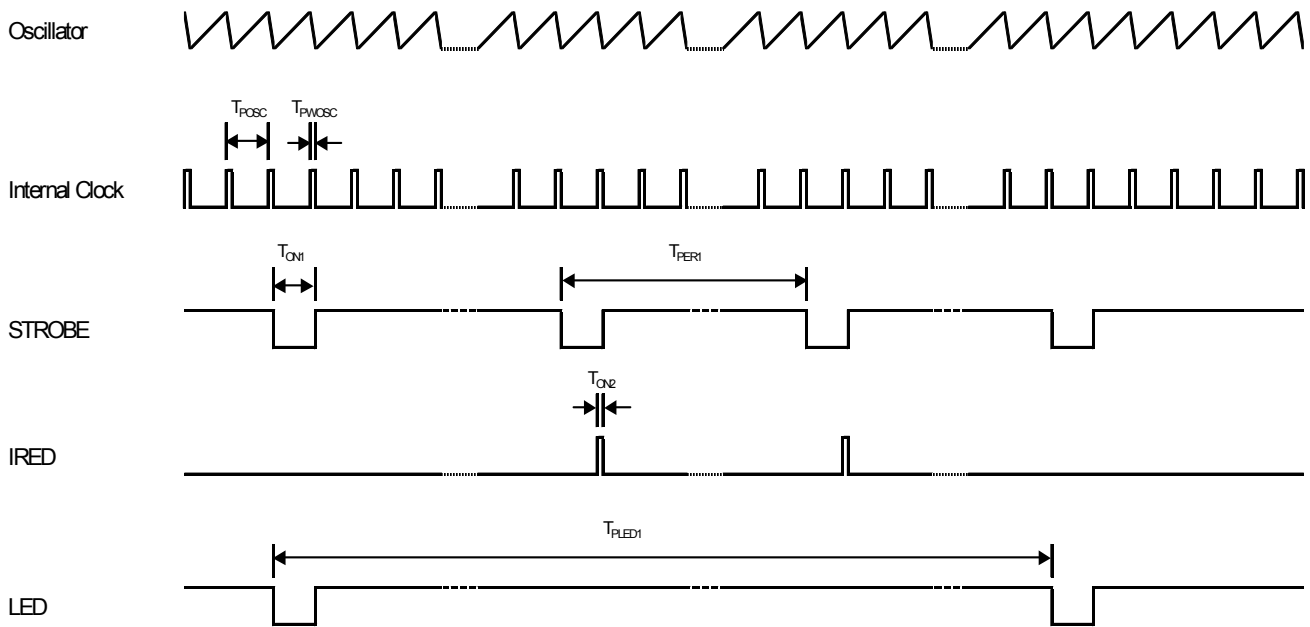 Oscillator
TPOSC TPWOSC
Internal Clock
TON1 TPER1
STROBE
TON2
IRED
TPLED1
LED